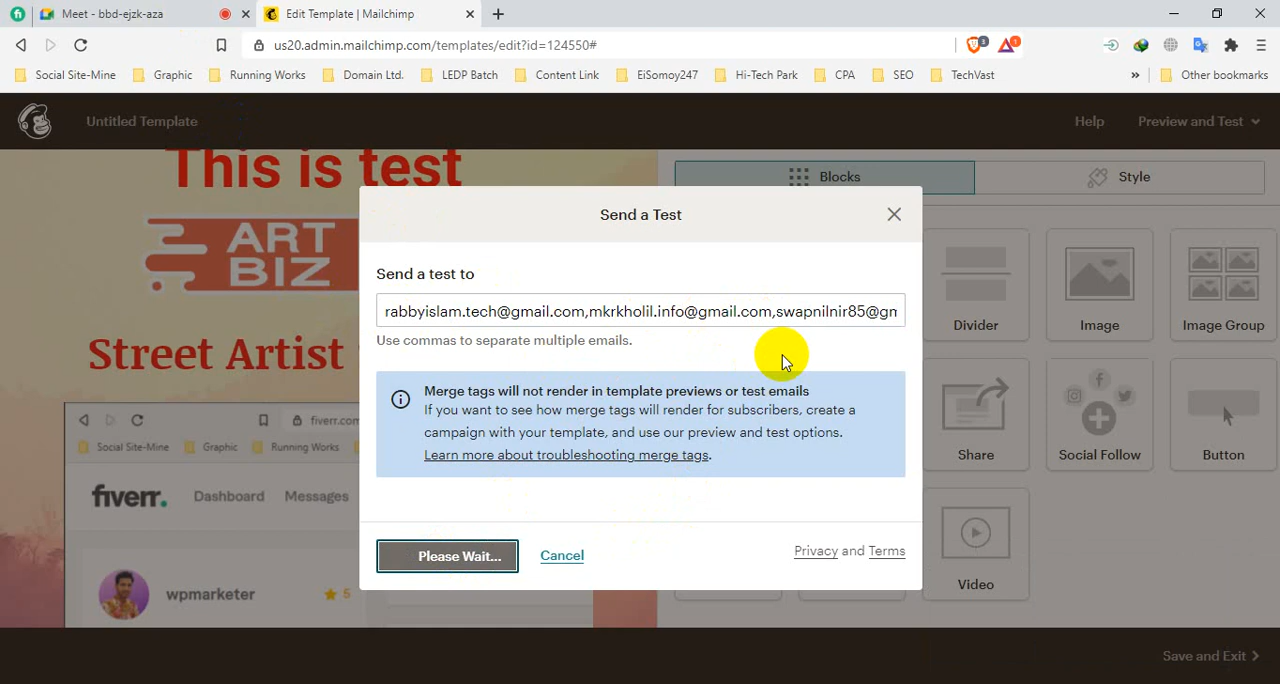 Meet - bbd-ejzk-aza
Edit Template | Mailchimp
us20.admin.mailchimp.com/templates/edit?id=124550#
3
1
Social Site-Mine
Graphic
Running Works
Domain Ltd.
LEDP Batch
Content Link
EiSomoy247
Hi-Tech Park
CPA
SEO
TechVast
»
Other bookmarks
Untitled Template
Help
Preview and Test
This is test
ART
BIZ
Street Artist
fiverr.com
Social Site-Mine
Graphic
Running Works
fiverr.
Dashboard
Messages
wpmarketer
5
Blocks
Style
Divider
Image
Image Group
Share
Social Follow
Button
Video
Send a Test
Send a test to
rabbyislam.tech@gmail.com,mkrkholil.info@gmail.com,swapnilnir85@gm
Use commas to separate multiple emails.
Merge tags will not render in template previews or test emails
If you want to see how merge tags will render for subscribers, create a
campaign with your template, and use our preview and test options.
Learn more about troubleshooting merge tags.
Please Wait...
Cancel
Privacy and Terms
Save and Exit